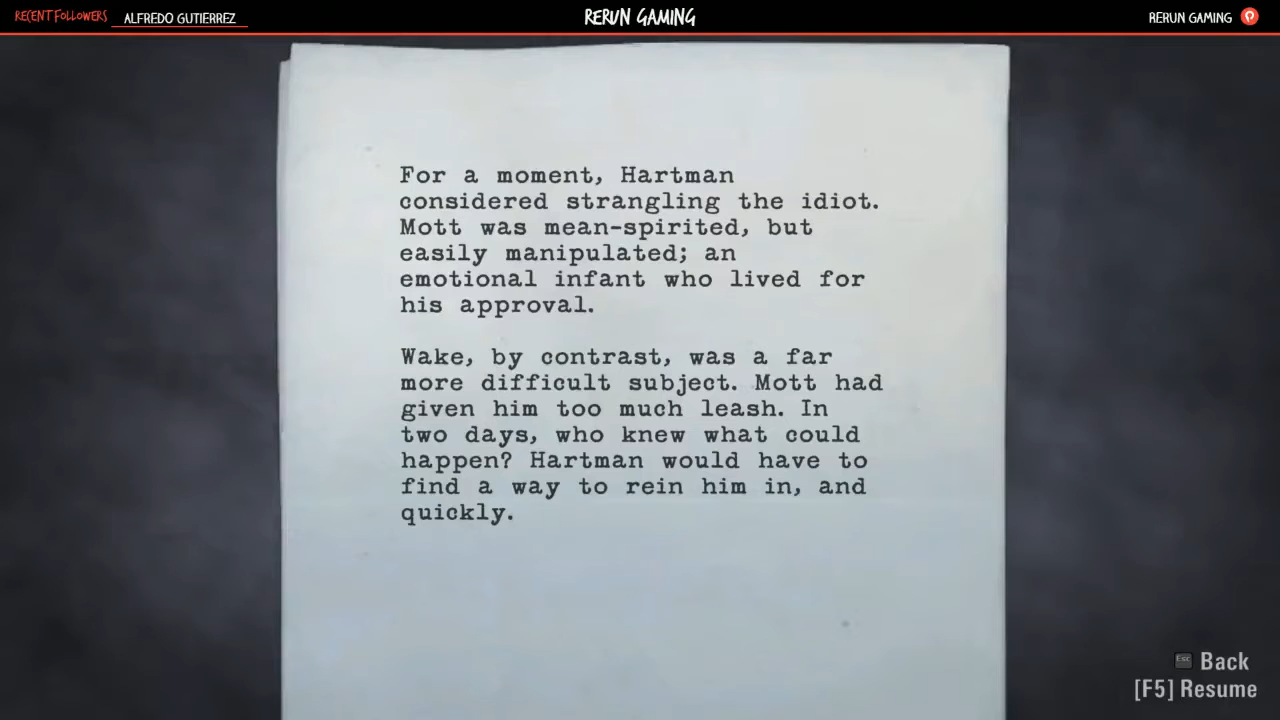 RECENT FOLLOWERS ALFREDO GUTIERREZ RERUN GAMING RERUN GAMING
For a moment, Hartman
considered strangling the idiot.
Mott was mean-spirited, but
easily manipulated; an
emotional infant who lived for
his approval.
Wake, by contrast, was a far
more difficult subject. Mott had
given him too much leash. In
two days, who knew what could
happen? Hartman would have to
find a way to rein him in, and
quickly.
Esc Back
[F5] Resume